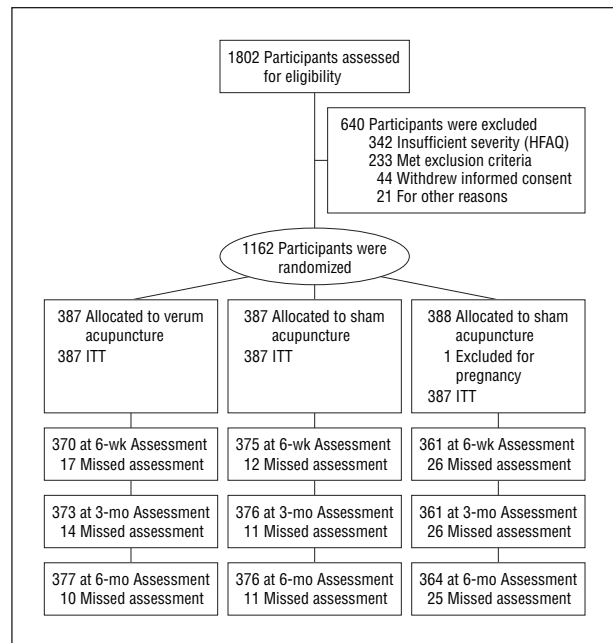 1802 Participants assessed
for eligibility
640 Participants were excluded
342 Insufficient severity (HFAQ)
233 Met exclusion criteria
44 Withdrew informed consent
21 For other reasons
1162 Participants were
randomized
387 Allocated to verum
acupuncture
387 ITT
387 Allocated to sham
acupuncture
387 ITT
388 Allocated to sham
acupuncture
1 Excluded for
pregnancy
387 ITT
370 at 6-wk Assessment
17 Missed assessment
375 at 6-wk Assessment
12 Missed assessment
361 at 6-wk Assessment
26 Missed assessment
373 at 3-mo Assessment
14 Missed assessment
376 at 3-mo Assessment
11 Missed assessment
361 at 3-mo Assessment
26 Missed assessment
377 at 6-mo Assessment
10 Missed assessment
376 at 6-mo Assessment
11 Missed assessment
364 at 6-mo Assessment
25 Missed assessment